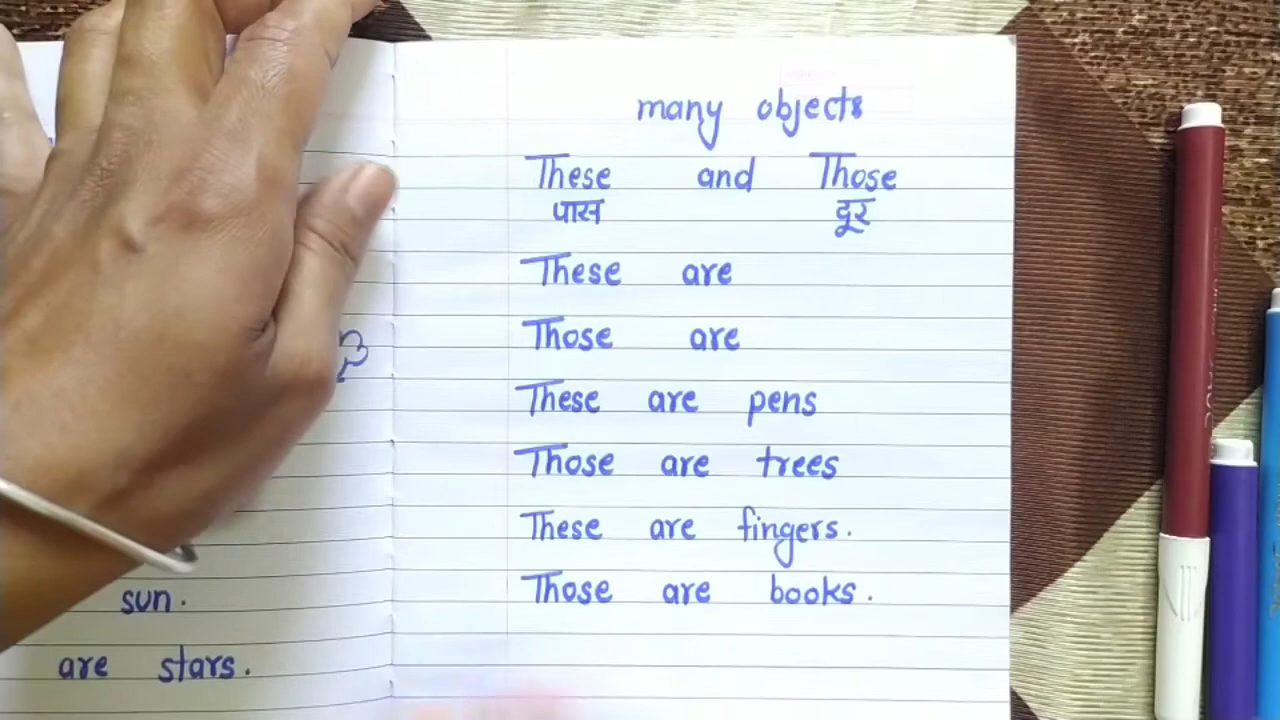 sun.
are stars.
many objects
These and Those
पास दूर
These are
Those are
These are pens
Those are trees
These are fingers.
Those are books.